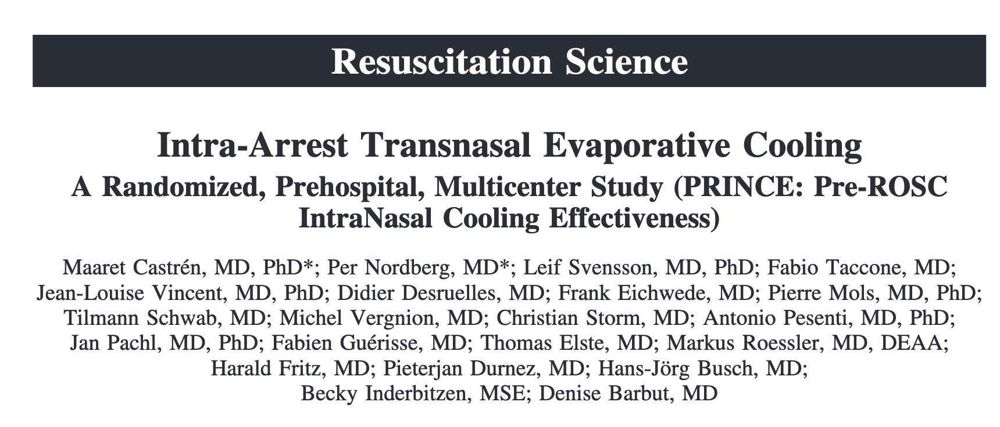 Resuscitation Science
Intra-Arrest Transnasal Evaporative Cooling
A Randomized, Prehospital, Multicenter Study (PRINCE: Pre-ROSC
IntraNasal Cooling Effectiveness)
Maaret Castrén, MD, PhD*; Per Nordberg, MD*; Leif Svensson, MD, PhD; Fabio Taccone, MD;
Jean-Louise Vincent, MD, PhD; Didier Desruelles, MD; Frank Eichwede, MD; Pierre Mols, MD, PhD;
Tilmann Schwab, MD; Michel Vergnion, MD; Christian Storm, MD; Antonio Pesenti, MD, PhD;
Jan Pachl, MD, PhD; Fabien Guérisse, MD; Thomas Elste, MD; Markus Roessler, MD, DEAA;
Harald Fritz, MD; Pieterjan Durnez, MD; Hans-Jörg Busch, MD;
Becky Inderbitzen, MSE; Denise Barbut, MD